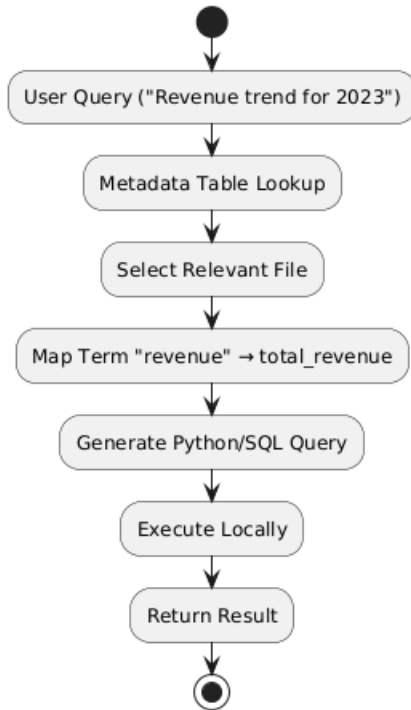 User Query ("Revenue trend for 2023")
Metadata Table Lookup
Select Relevant File
Map Term "revenue" → total_revenue
Generate Python/SQL Query
Execute Locally
Return Result